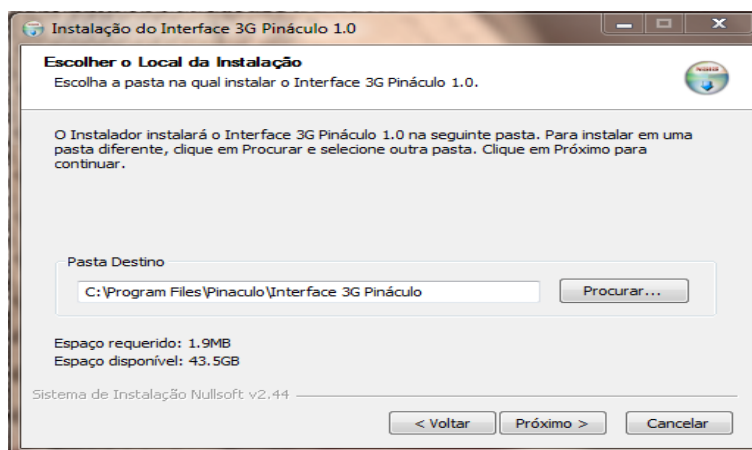 Instalação do Interface 3G Pináculo 1.0
Escolher o Local da Instalação
Escolha a pasta na qual instalar o Interface 3G Pináculo 1.0.
O Instalador instalará o Interface 3G Pináculo 1.0 na seguinte pasta. Para instalar em uma
pasta diferente, clique em Procurar e selecione outra pasta. Clique em Próximo para
continuar.
Pasta Destino
C:\Program Files\Pinaculo\Interface 3G Pináculo
Procurar...
Espaço requerido: 1.9MB
Espaço disponível: 43.5GB
Sistema de Instalação Nullsoft v2.44
< Voltar
Próximo >
Cancelar